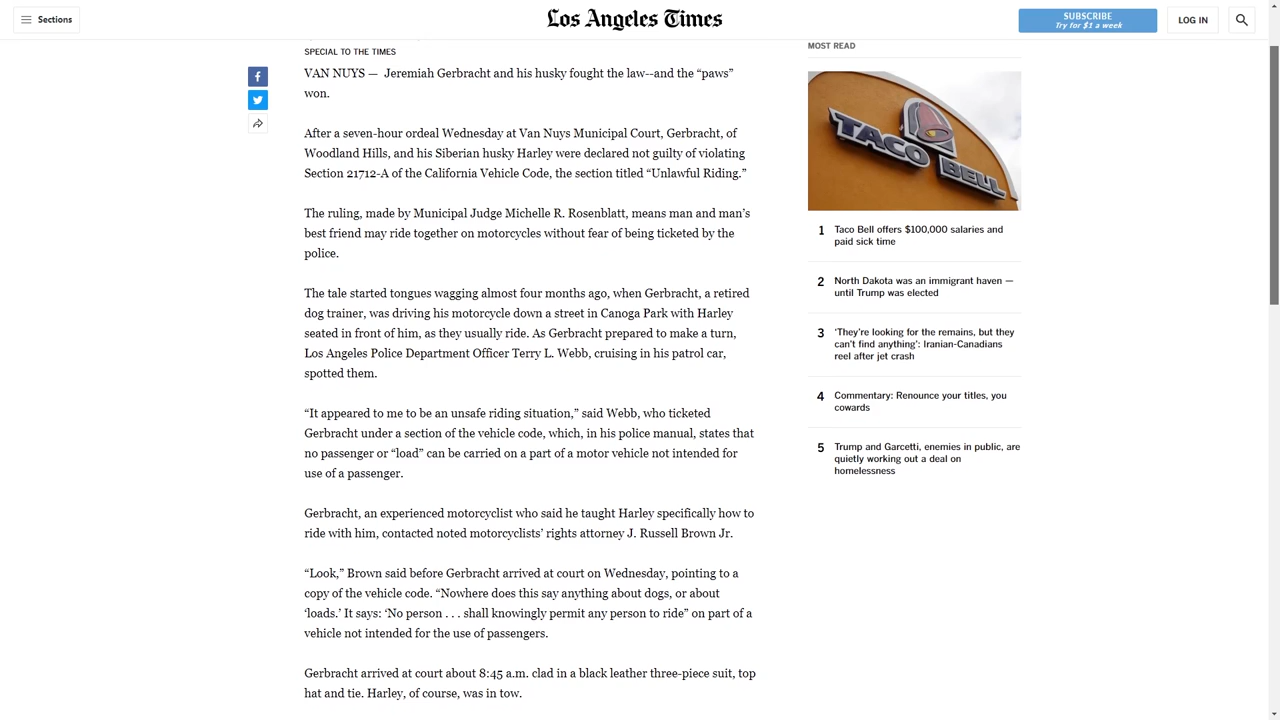 Sections
Los Angeles Times
SUBSCRIBE
Try for $1 a week
LOG IN
SPECIAL TO THE TIMES
VAN NUYS — Jeremiah Gerbracht and his husky fought the law--and the “paws”
won.
After a seven-hour ordeal Wednesday at Van Nuys Municipal Court, Gerbracht, of
Woodland Hills, and his Siberian husky Harley were declared not guilty of violating
Section 21712-A of the California Vehicle Code, the section titled “Unlawful Riding.”
The ruling, made by Municipal Judge Michelle R. Rosenblatt, means man and man’s
best friend may ride together on motorcycles without fear of being ticketed by the
police.
The tale started tongues wagging almost four months ago, when Gerbracht, a retired
dog trainer, was driving his motorcycle down a street in Canoga Park with Harley
seated in front of him, as they usually ride. As Gerbracht prepared to make a turn,
Los Angeles Police Department Officer Terry L. Webb, cruising in his patrol car,
spotted them.
“It appeared to me to be an unsafe riding situation,” said Webb, who ticketed
Gerbracht under a section of the vehicle code, which, in his police manual, states that
no passenger or “load” can be carried on a part of a motor vehicle not intended for
use of a passenger.
Gerbracht, an experienced motorcyclist who said he taught Harley specifically how to
ride with him, contacted noted motorcyclists’ rights attorney J. Russell Brown Jr.
“Look,” Brown said before Gerbracht arrived at court on Wednesday, pointing to a
copy of the vehicle code. “Nowhere does this say anything about dogs, or about
‘loads.’ It says: ‘No person . . . shall knowingly permit any person to ride” on part of a
vehicle not intended for the use of passengers.
Gerbracht arrived at court about 8:45 a.m. clad in a black leather three-piece suit, top
hat and tie. Harley, of course, was in tow.
MOST READ
TACO BELL
1 Taco Bell offers $100,000 salaries and
paid sick time
2 North Dakota was an immigrant haven —
until Trump was elected
3 ‘They’re looking for the remains, but they
can’t find anything’: Iranian-Canadians
reel after jet crash
4 Commentary: Renounce your titles, you
cowards
5 Trump and Garcetti, enemies in public, are
quietly working out a deal on
homelessness